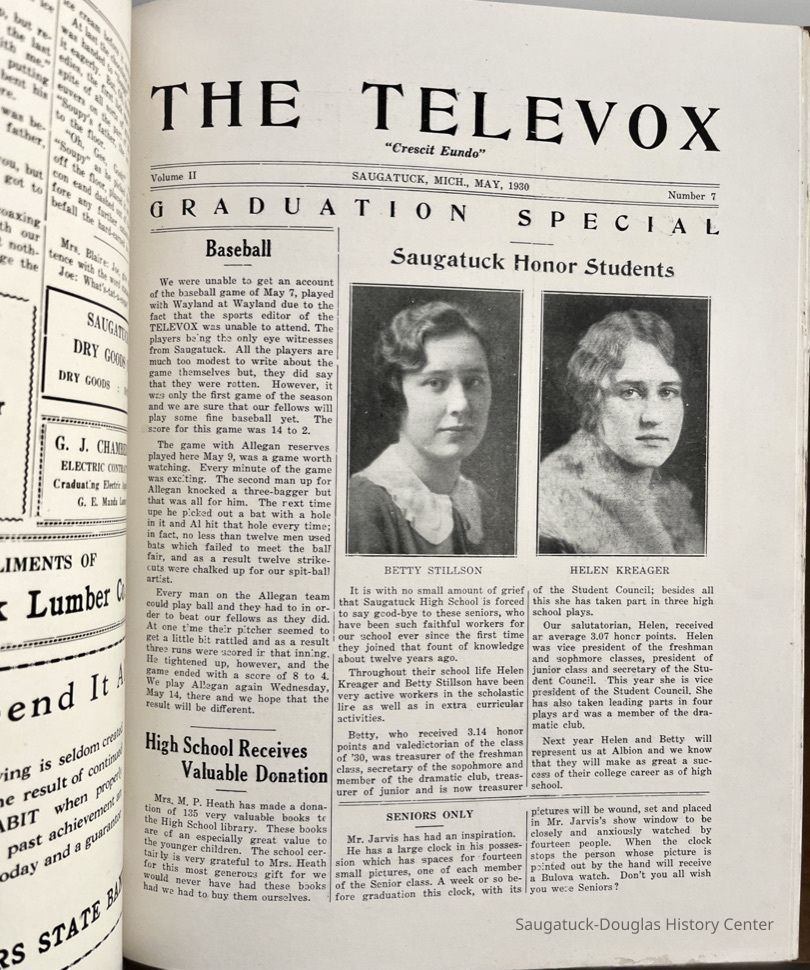 THE TELEVOX
"Crescit Eundo"
Volume II
SAUGATUCK, MICH., MAY, 1930
Number 7
GRADUATION SPECIAL
Baseball
We were unable to get an account
of the baseball game of May 7, played
with Wayland at Wayland due to the
fact that the sports editor of the
TELEVOX was unable to attend. The
players being the only eye witnesses
from Saugatuck. All the players are
much too modest to write about the
game themselves but, they did say
that they were rotten. However, it
was only the first game of the season
and we are sure that our fellows will
play some fine baseball yet. The
score for this game was 14 to 2.
The game with Allegan reserves
played here May 9, was a game worth
watching. Every minute of the game
was exciting. The second man up for
Allegan knocked a three-bagger but
that was all for him. The next time
upe he picked out a bat with a hole
in it and Al hit that hole every time;
in fact, no less than twelve men used
bats which failed to meet the ball
fair, and as a result twelve strike-
outs were chalked up for our spit-ball
artist.
Every man on the Allegan team
could play ball and they had to in or-
der to beat our fellows as they did.
At one time their pitcher seemed to
get a little bit rattled and as a result
three runs were scored in that inning.
He tightened up, however, and the
game ended with a score of 8 to 4.
We play Allegan again Wednesday,
May 14, there and we hope that the
result will be different.
High School Receives
Valuable Donation
Mrs. M. P. Heath has made a dona-
tion of 135 very valuable books to
the High School library. These books
are of an especially great value to
the younger children. The school cer-
tainly is very grateful to Mrs. Heath
for this most generous gift for we
would never have had these books
had we had to buy them ourselves.
Saugatuck Honor Students
BETTY STILLSON
HELEN KREAGER
It is with no small amount of grief
that Saugatuck High School is forced
to say good-bye to these seniors, who
have been such faithful workers for
our school ever since the first time
they joined that fount of knowledge
about twelve years ago.
Throughout their school life Helen
Kreager and Betty Stillson have been
very active workers in the scholastic
lire as well as in extra curricular
activities.
Betty, who received 3.14 honor
points and valedictorian of the class
of '30, was treasurer of the freshman
class, secretary of the sopohmore and
member of the dramatic club, treas-
urer of junior and is now treasurer
of the Student Council; besides all
this she has taken part in three high
school plays.
Our salutatorian, Helen, received
an average 3.07 honor points. Helen
was vice president of the freshman
and sophmore classes, president of
junior class and secretary of the Stu-
dent Council. This year she is vice
president of the Student Council. She
has also taken leading parts in four
plays and was a member of the dra-
matic club.
Next year Helen and Betty will
represent us at Albion and we know
that they will make as great a suc-
cess of their college career as of high
school.
SENIORS ONLY
Mr. Jarvis has had an inspiration.
He has a large clock in his posses-
sion which has spaces for fourteen
small pictures, one of each member
of the Senior class. A week or so be-
fore graduation this clock, with its
pictures will be wound, set and placed
in Mr. Jarvis's show window to be
closely and anxiously watched by
fourteen people. When the clock
stops the person whose picture is
pointed out by the hand will receive
a Bulova watch. Don't you all wish
you were Seniors?
Saugatuck-Douglas History Center